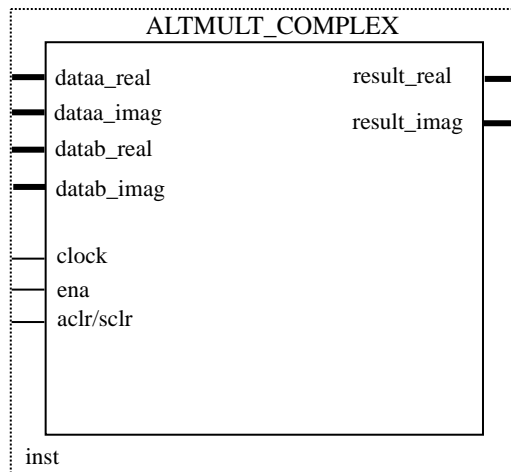 ALTMULT_COMPLEX
dataa_real
result_real
dataa_imag
result_imag
datab_real
datab_imag
clock
ena
aclr/sclr
inst